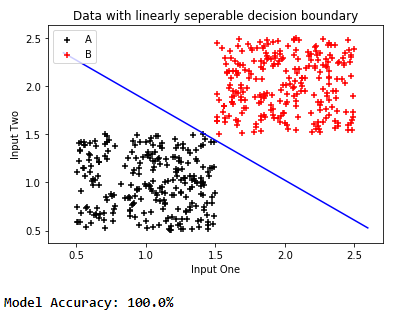 Data with linearly seperable decision boundary
A
B
2.5
2.0
1.5
1.0
0.5
Input Two
0.5
1.0
1.5
2.0
2.5
Input One
Model Accuracy: 100.0%